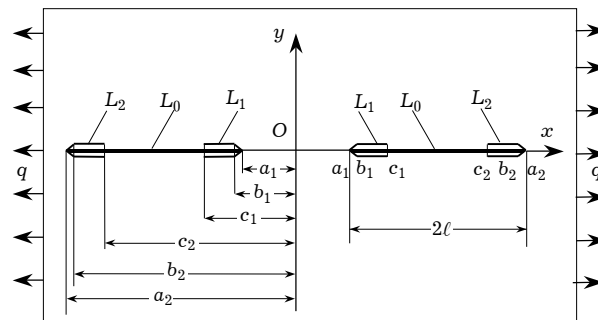 y
L₂ L₀ L₁ L₁ L₀ L₂
O x
q a₁ a₁ b₁ c₁ c₂ b₂ a₂ q
b₁
c₁
c₂ 2ℓ
b₂
a₂